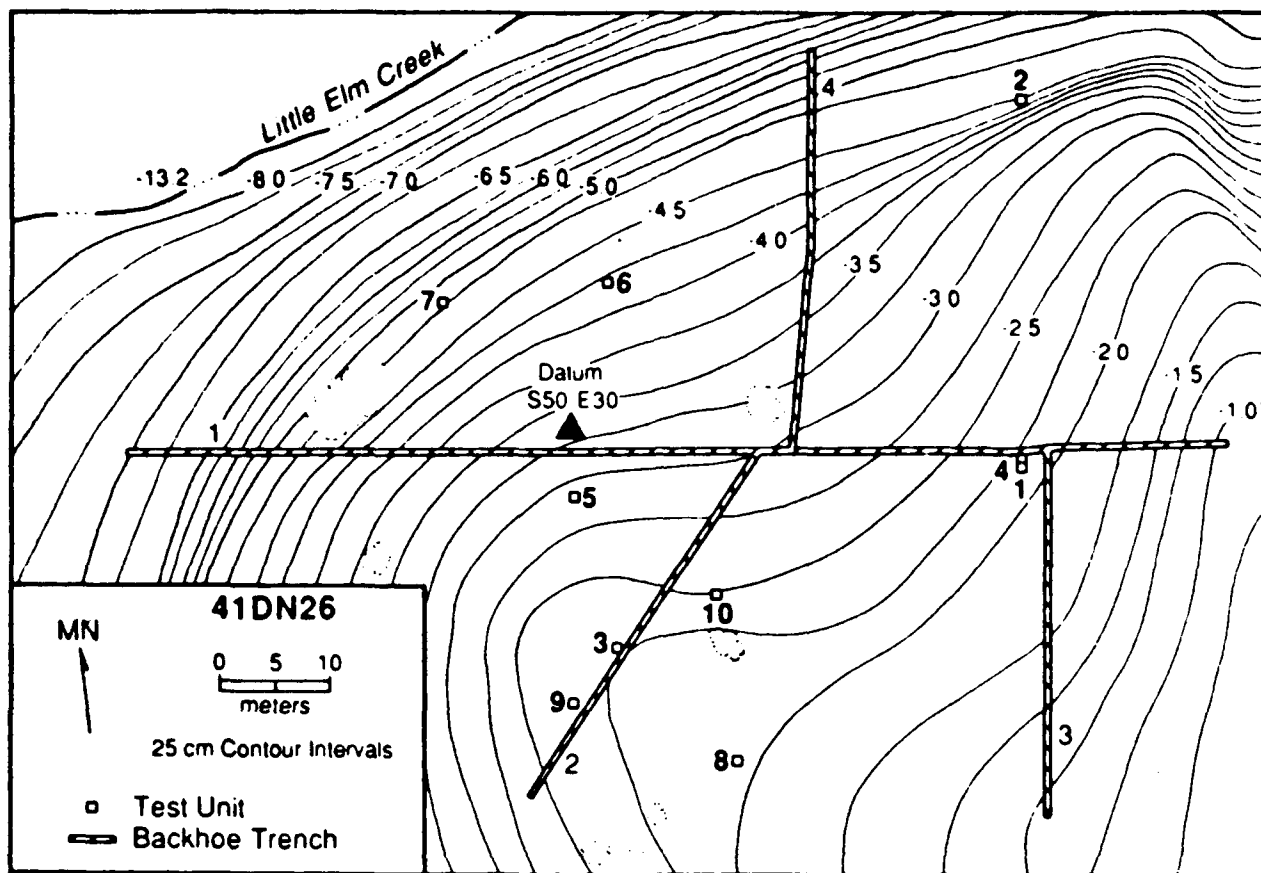 Little Elm Creek
4
2
·13.2
·8.0
·7.5
·7.0
·6.5
·6.0
·5.0
4.5
4.0
·3.5
·3.0
·2.5
·2.0
·1.5
·1.0
7
6
Datum
S50 E30
1
5
4
1
10
3
9
2
8
3
41DN26
MN
0 5 10
meters
25 cm Contour Intervals
Test Unit
Backhoe Trench